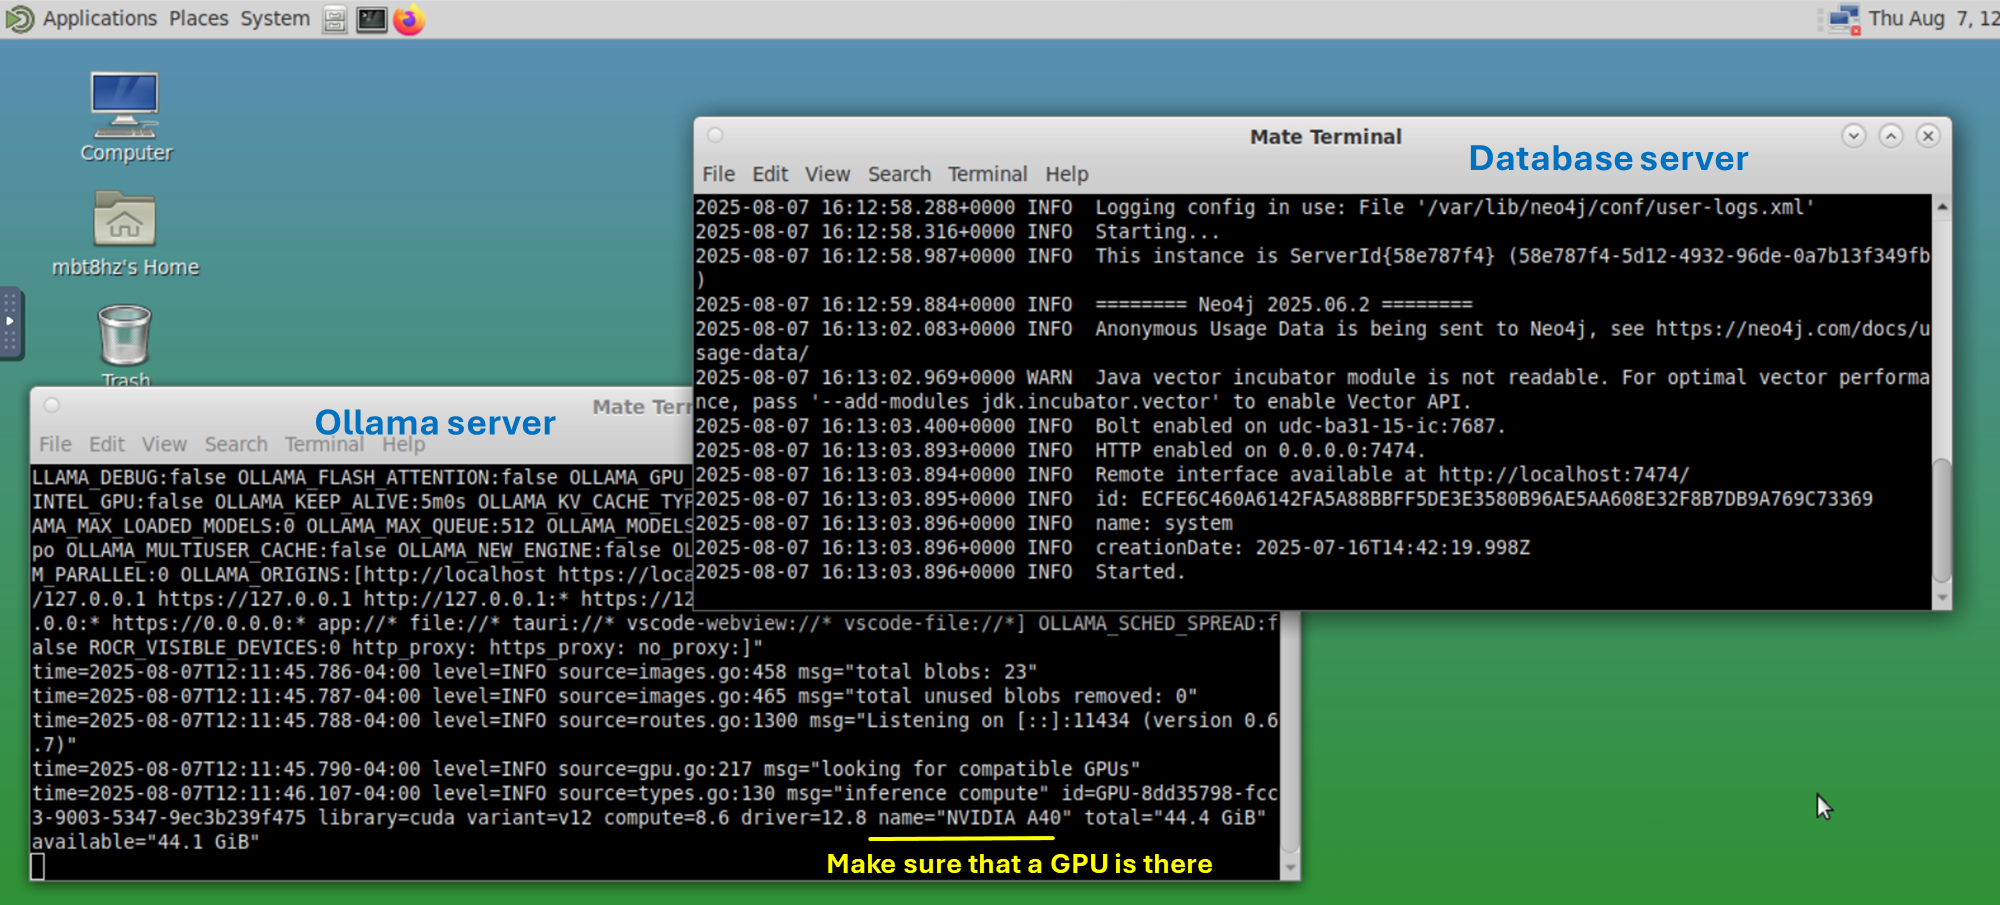 Applications Places System
Thu Aug 7, 12
Computer
mbt8hz's Home
Trash
Mate Terminal
Database server
File Edit View Search Terminal Help
2025-08-07 16:12:58.288+0000 INFO  Logging config in use: File '/var/lib/neo4j/conf/user-logs.xml'
2025-08-07 16:12:58.316+0000 INFO  Starting...
2025-08-07 16:12:58.987+0000 INFO  This instance is ServerId{58e787f4} (58e787f4-5d12-4932-96de-0a7b13f349fb
)
2025-08-07 16:12:59.884+0000 INFO  ======== Neo4j 2025.06.2 ========
2025-08-07 16:13:02.083+0000 INFO  Anonymous Usage Data is being sent to Neo4j, see https://neo4j.com/docs/u
sage-data/
2025-08-07 16:13:02.969+0000 WARN  Java vector incubator module is not readable. For optimal vector performa
nce, pass '--add-modules jdk.incubator.vector' to enable Vector API.
2025-08-07 16:13:03.400+0000 INFO  Bolt enabled on udc-ba31-15-ic:7687.
2025-08-07 16:13:03.893+0000 INFO  HTTP enabled on 0.0.0.0:7474.
2025-08-07 16:13:03.894+0000 INFO  Remote interface available at http://localhost:7474/
2025-08-07 16:13:03.895+0000 INFO  id: ECFE6C460A6142FA5A88BBFF5DE3E3580B96AE5AA608E32F8B7DB9A769C73369
2025-08-07 16:13:03.896+0000 INFO  name: system
2025-08-07 16:13:03.896+0000 INFO  creationDate: 2025-07-16T14:42:19.998Z
2025-08-07 16:13:03.896+0000 INFO  Started.
Mate Ter
Ollama server
File Edit View Search Terminal Help
LLAMA_DEBUG:false OLLAMA_FLASH_ATTENTION:false OLLAMA_GPU
INTEL_GPU:false OLLAMA_KEEP_ALIVE:5m0s OLLAMA_KV_CACHE_TYP
AMA_MAX_LOADED_MODELS:0 OLLAMA_MAX_QUEUE:512 OLLAMA_MODELS
po OLLAMA_MULTIUSER_CACHE:false OLLAMA_NEW_ENGINE:false OL
M_PARALLEL:0 OLLAMA_ORIGINS:[http://localhost https://loca
/127.0.0.1 https://127.0.0.1 http://127.0.0.1:* https://12
.0.0:* https://0.0.0.0:* app://* file://* tauri://* vscode-webview://* vscode-file://*] OLLAMA_SCHED_SPREAD:f
alse ROCR_VISIBLE_DEVICES:0 http_proxy: https_proxy: no_proxy:]"
time=2025-08-07T12:11:45.786-04:00 level=INFO source=images.go:458 msg="total blobs: 23"
time=2025-08-07T12:11:45.787-04:00 level=INFO source=images.go:465 msg="total unused blobs removed: 0"
time=2025-08-07T12:11:45.788-04:00 level=INFO source=routes.go:1300 msg="Listening on [::]:11434 (version 0.6
.7)"
time=2025-08-07T12:11:45.790-04:00 level=INFO source=gpu.go:217 msg="looking for compatible GPUs"
time=2025-08-07T12:11:46.107-04:00 level=INFO source=types.go:130 msg="inference compute" id=GPU-8dd35798-fcc
3-9003-5347-9ec3b239f475 library=cuda variant=v12 compute=8.6 driver=12.8 name="NVIDIA A40" total="44.4 GiB"
available="44.1 GiB"
Make sure that a GPU is there